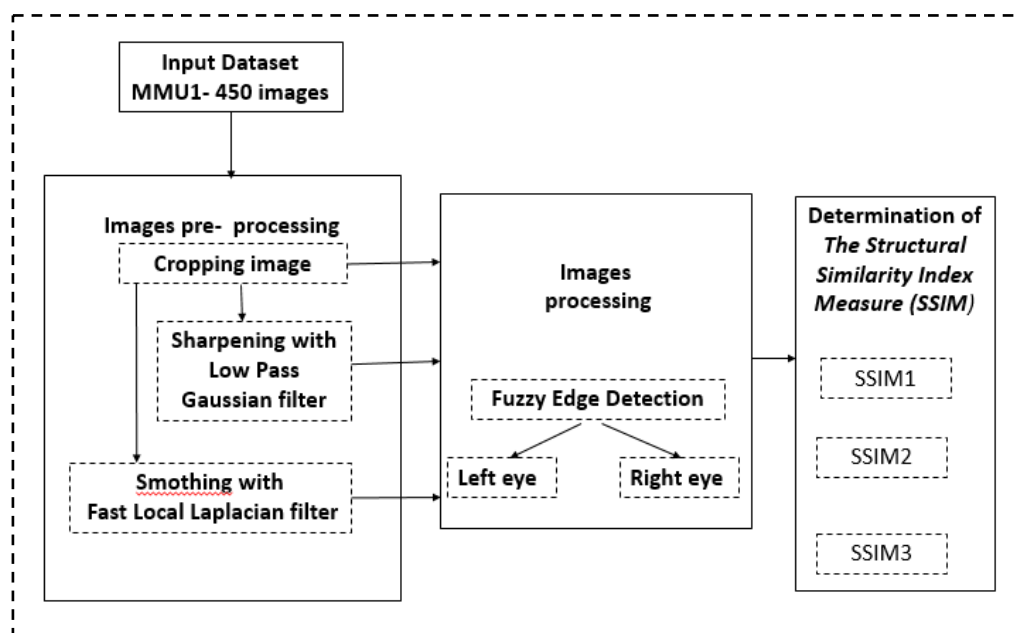 Input Dataset
MMU1- 450 images
Images pre-  processing
Cropping image
Sharpening with
Low Pass
Gaussian filter
Smothing with
Fast Local Laplacian filter
Images
processing
Fuzzy Edge Detection
Left eye
Right eye
Determination of
The Structural
Similarity Index
Measure (SSIM)
SSIM1
SSIM2
SSIM3